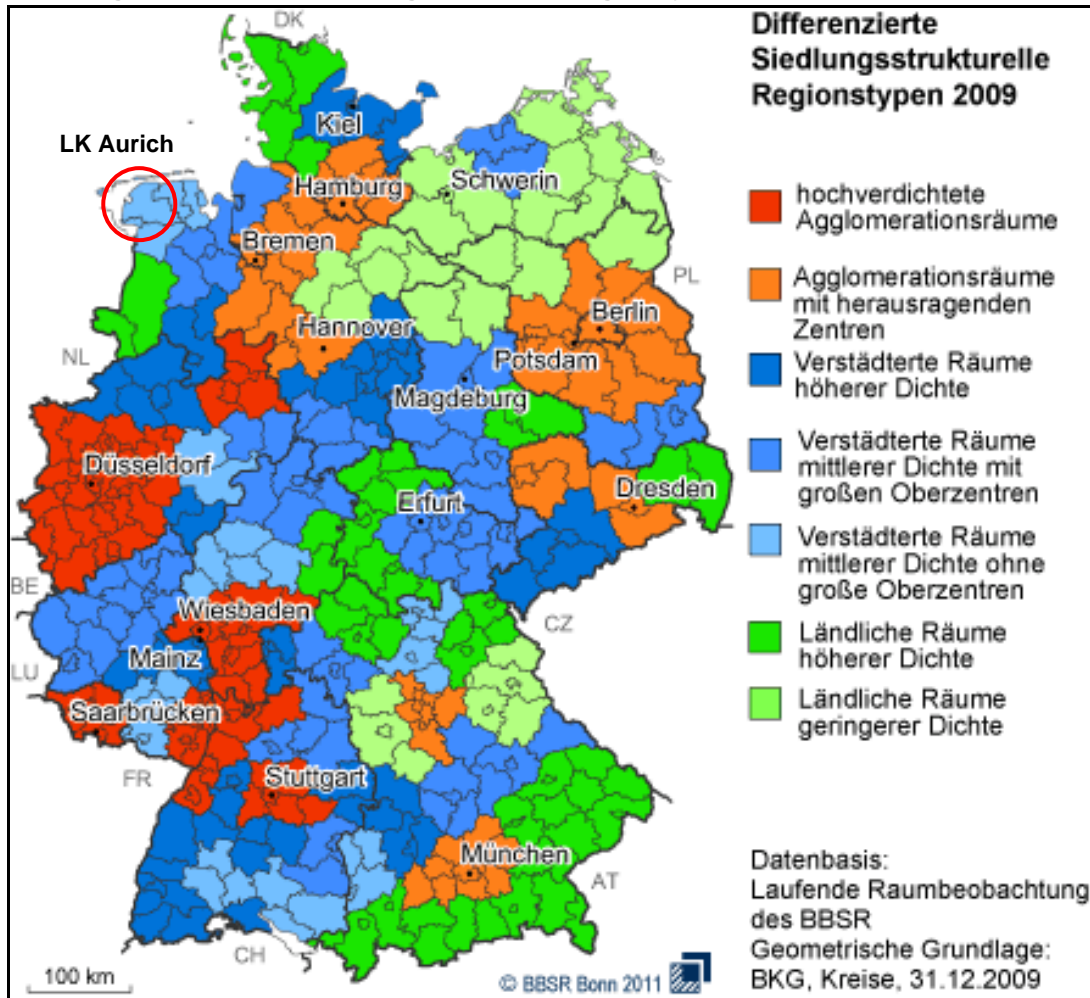 Differenzierte
Siedlungsstrukturelle
Regionstypen 2009
DK
Kiel
LK Aurich
Hamburg
Schwerin
Bremen
PL
Berlin
Hannover
Potsdam
NL
Magdeburg
Düsseldorf
Erfurt
Dresden
BE
Wiesbaden
CZ
Mainz
LU
Saarbrücken
FR
Stuttgart
München
AT
CH
hochverdichtete
Agglomerationsräume
Agglomerationsräume
mit herausragenden
Zentren
Verstädterte Räume
höherer Dichte
Verstädterte Räume
mittlerer Dichte mit
großen Oberzentren
Verstädterte Räume
mittlerer Dichte ohne
große Oberzentren
Ländliche Räume
höherer Dichte
Ländliche Räume
geringerer Dichte
Datenbasis:
Laufende Raumbeobachtung
des BBSR
Geometrische Grundlage:
BKG, Kreise, 31.12.2009
100 km
© BBSR Bonn 2011